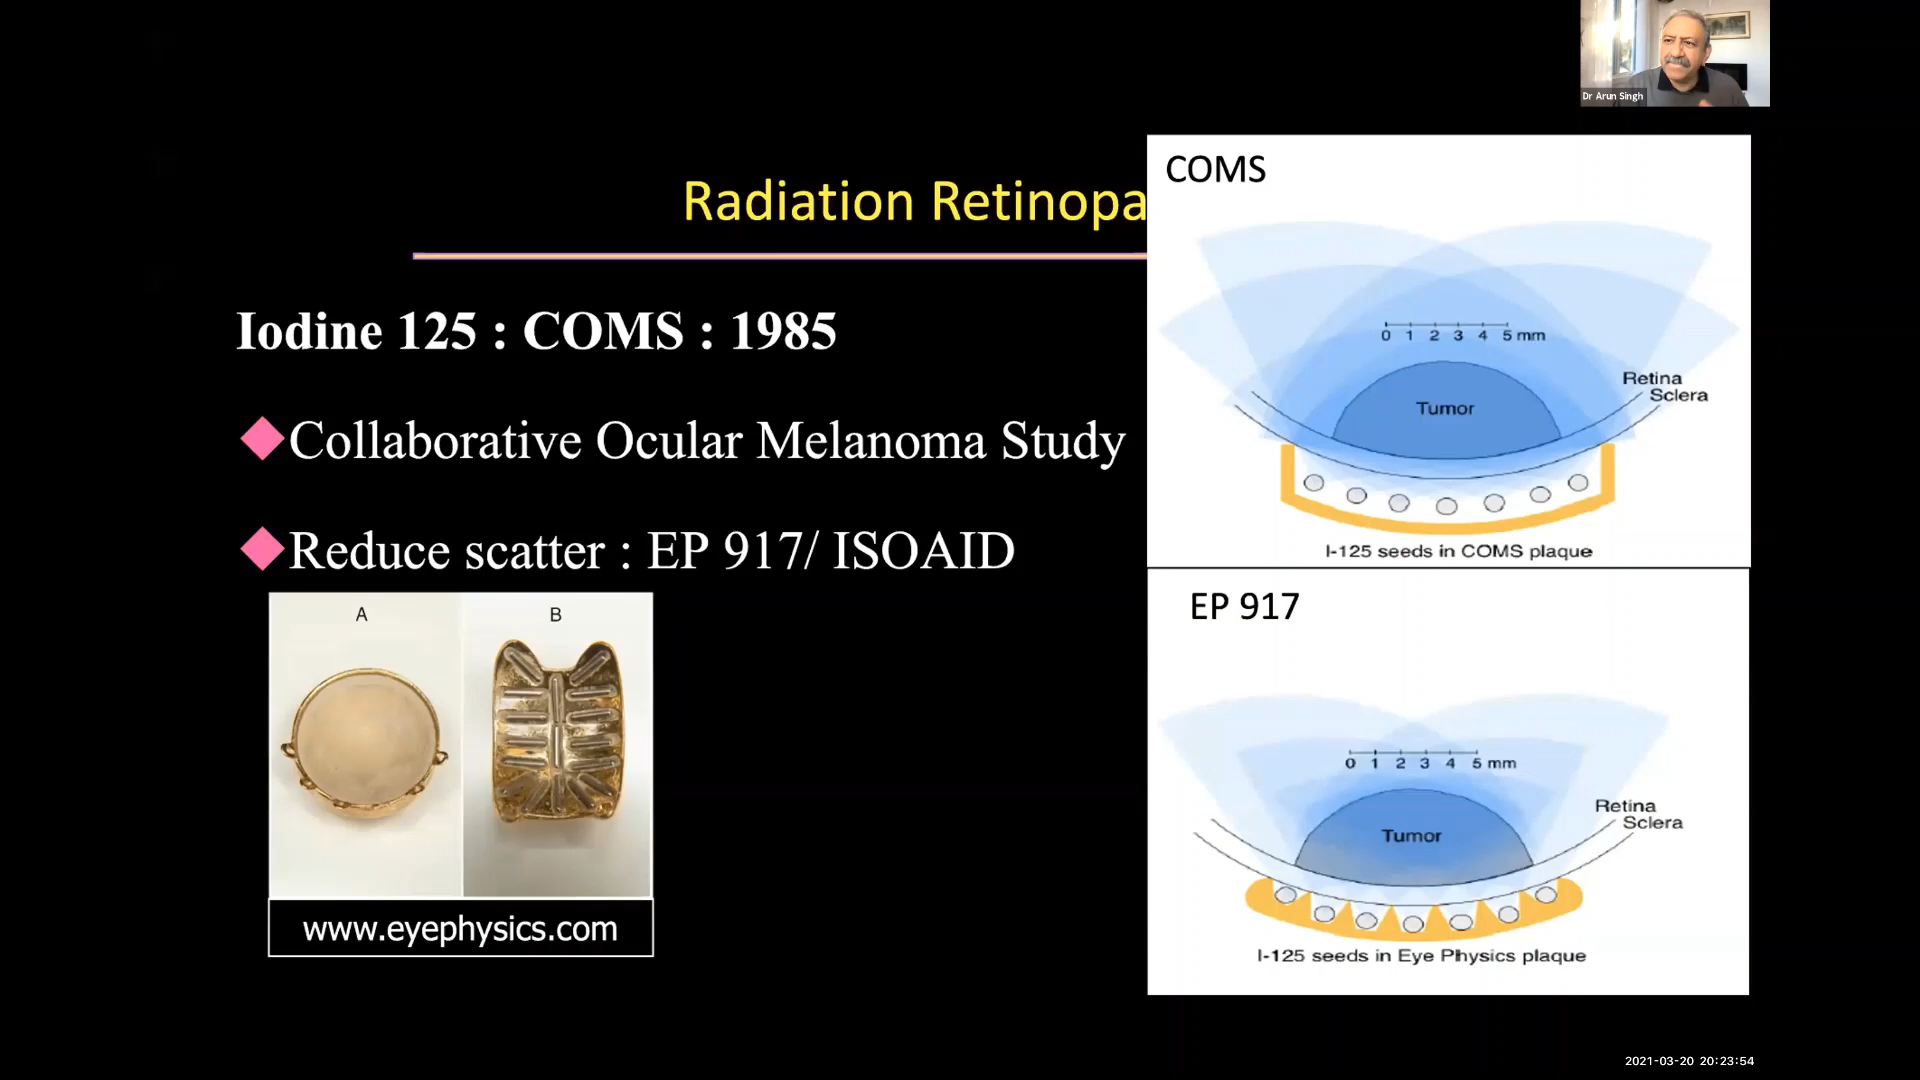 Dr Arun Singh
Radiation Retinopa
Iodine 125 : COMS : 1985
Collaborative Ocular Melanoma Study
Reduce scatter : EP 917/ ISOAID
A
B
www.eyephysics.com
COMS
0 1 2 3 4 5 mm
Retina
Sclera
Tumor
I-125 seeds in COMS plaque
EP 917
0 1 2 3 4 5 mm
Retina
Sclera
Tumor
I-125 seeds in Eye Physics plaque
2021-03-20 20:23:54